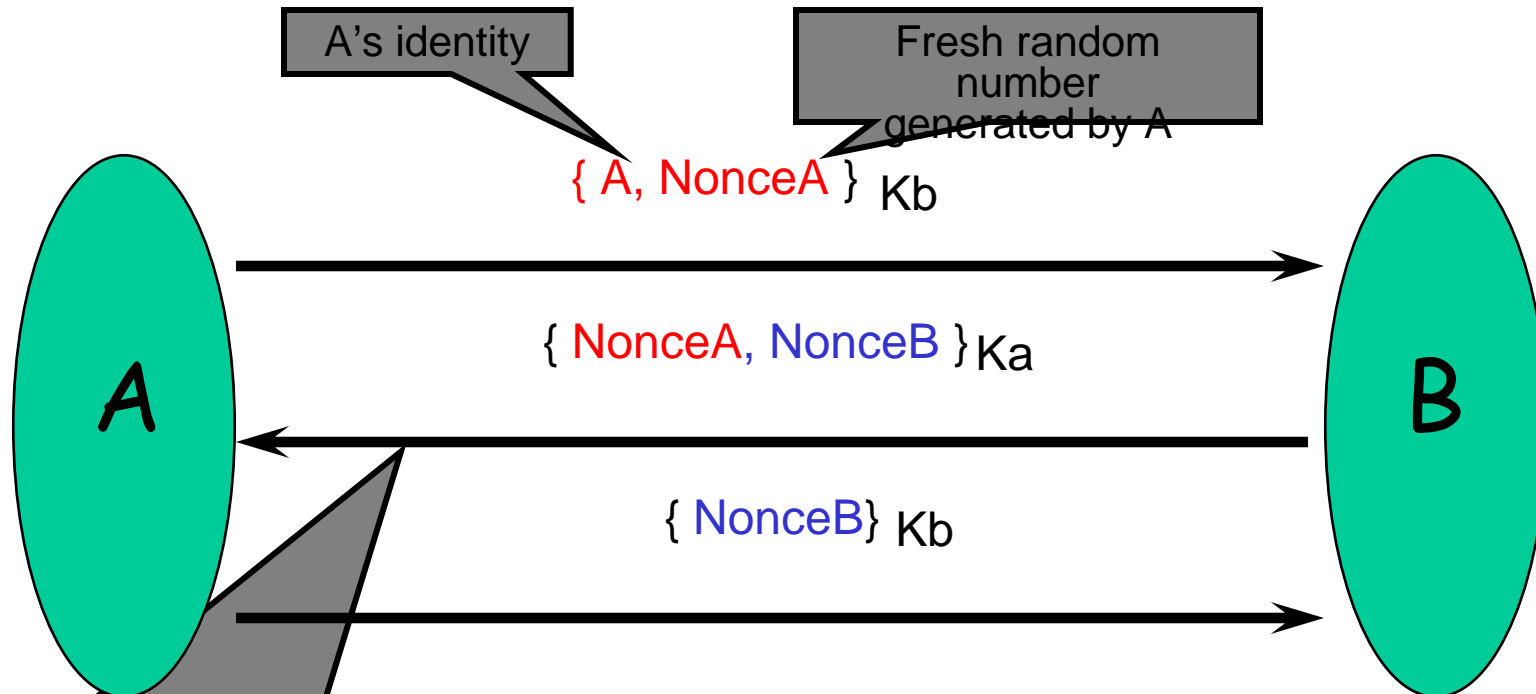 A's identity
Fresh random
number
generated by A
{ A, NonceA } Kb
{ NonceA, NonceB } Ka
A
B
{ NonceB} Kb